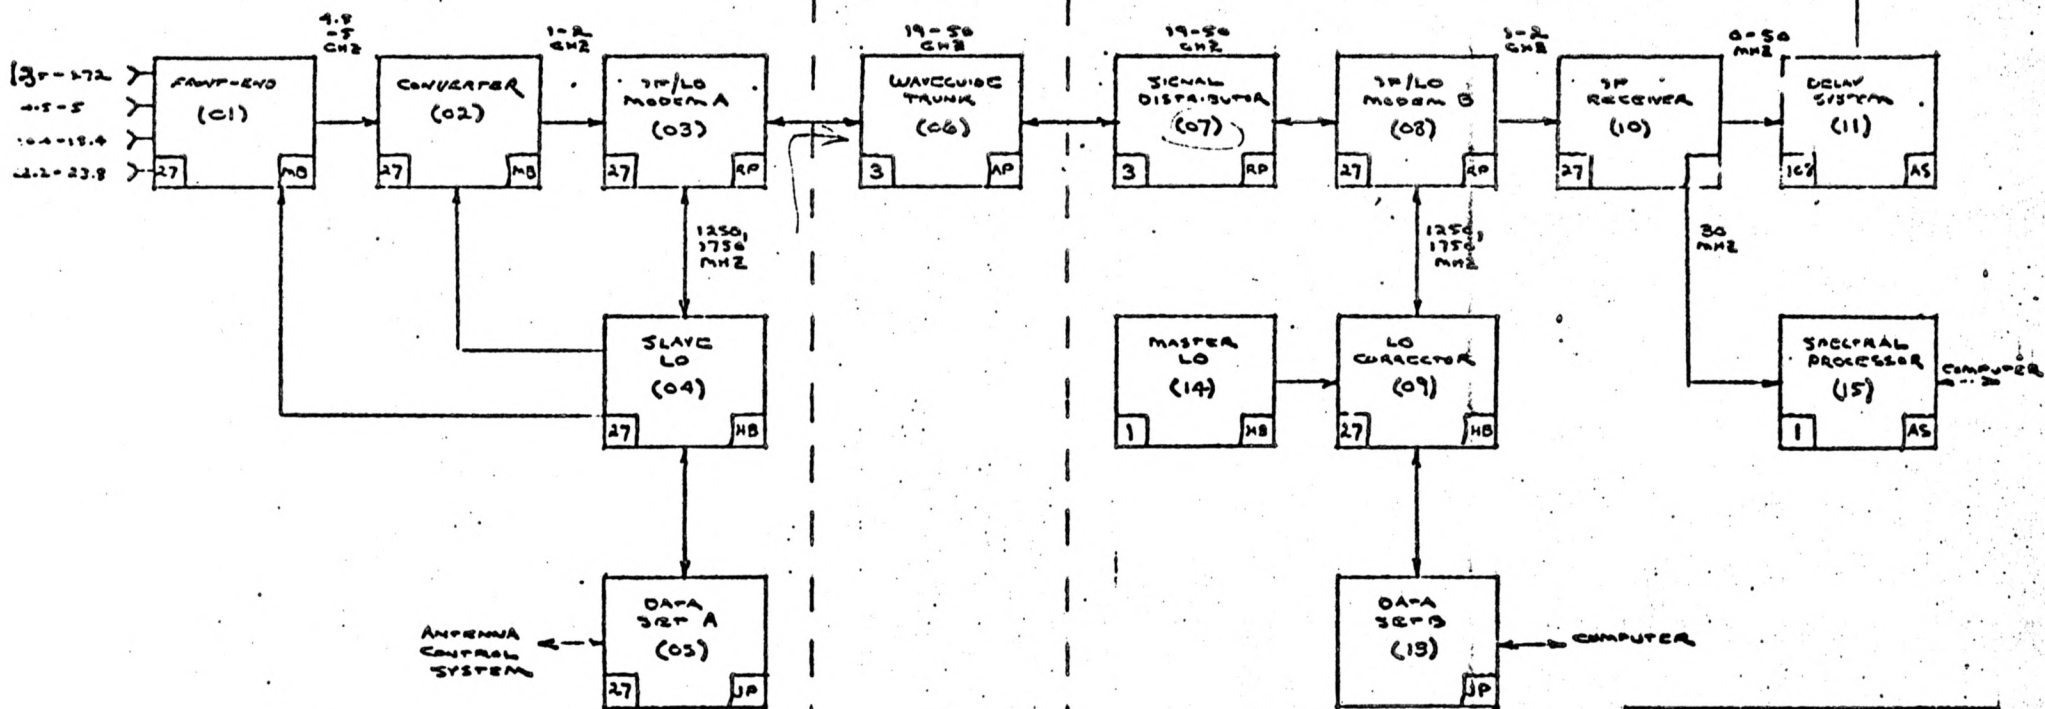 4.5
-5
GHZ
1-2
GHZ
19-50
GHZ
19-50
GHZ
1-2
GHZ
0-50
MHZ
4.5-5
FRONT-END
(01)
27
MB
CONVERTER
(02)
27
MB
IF/LO
MODEM A
(03)
27
RP
WAVEGUIDE
TRUNK
(06)
3
AP
SIGNAL
DISTRIBUTOR
(07)
3
RP
IF/LO
MODEM B
(08)
27
RP
IF
RECEIVER
(10)
27
DELAY
SYSTEM
(11)
AS
1250,
1750
MHZ
1250,
1750,
MHZ
30
MHZ
SLAVE
LO
(04)
27
HB
MASTER
LO
(14)
1
HB
LO
CORRECTOR
(09)
27
HB
SPECTRAL
PROCESSOR
(15)
1
AS
COMPUTER
ANTENNA
CONTROL
SYSTEM
DATA
SET A
(05)
27
JP
DATA
SET B
(13)
JP
COMPUTER